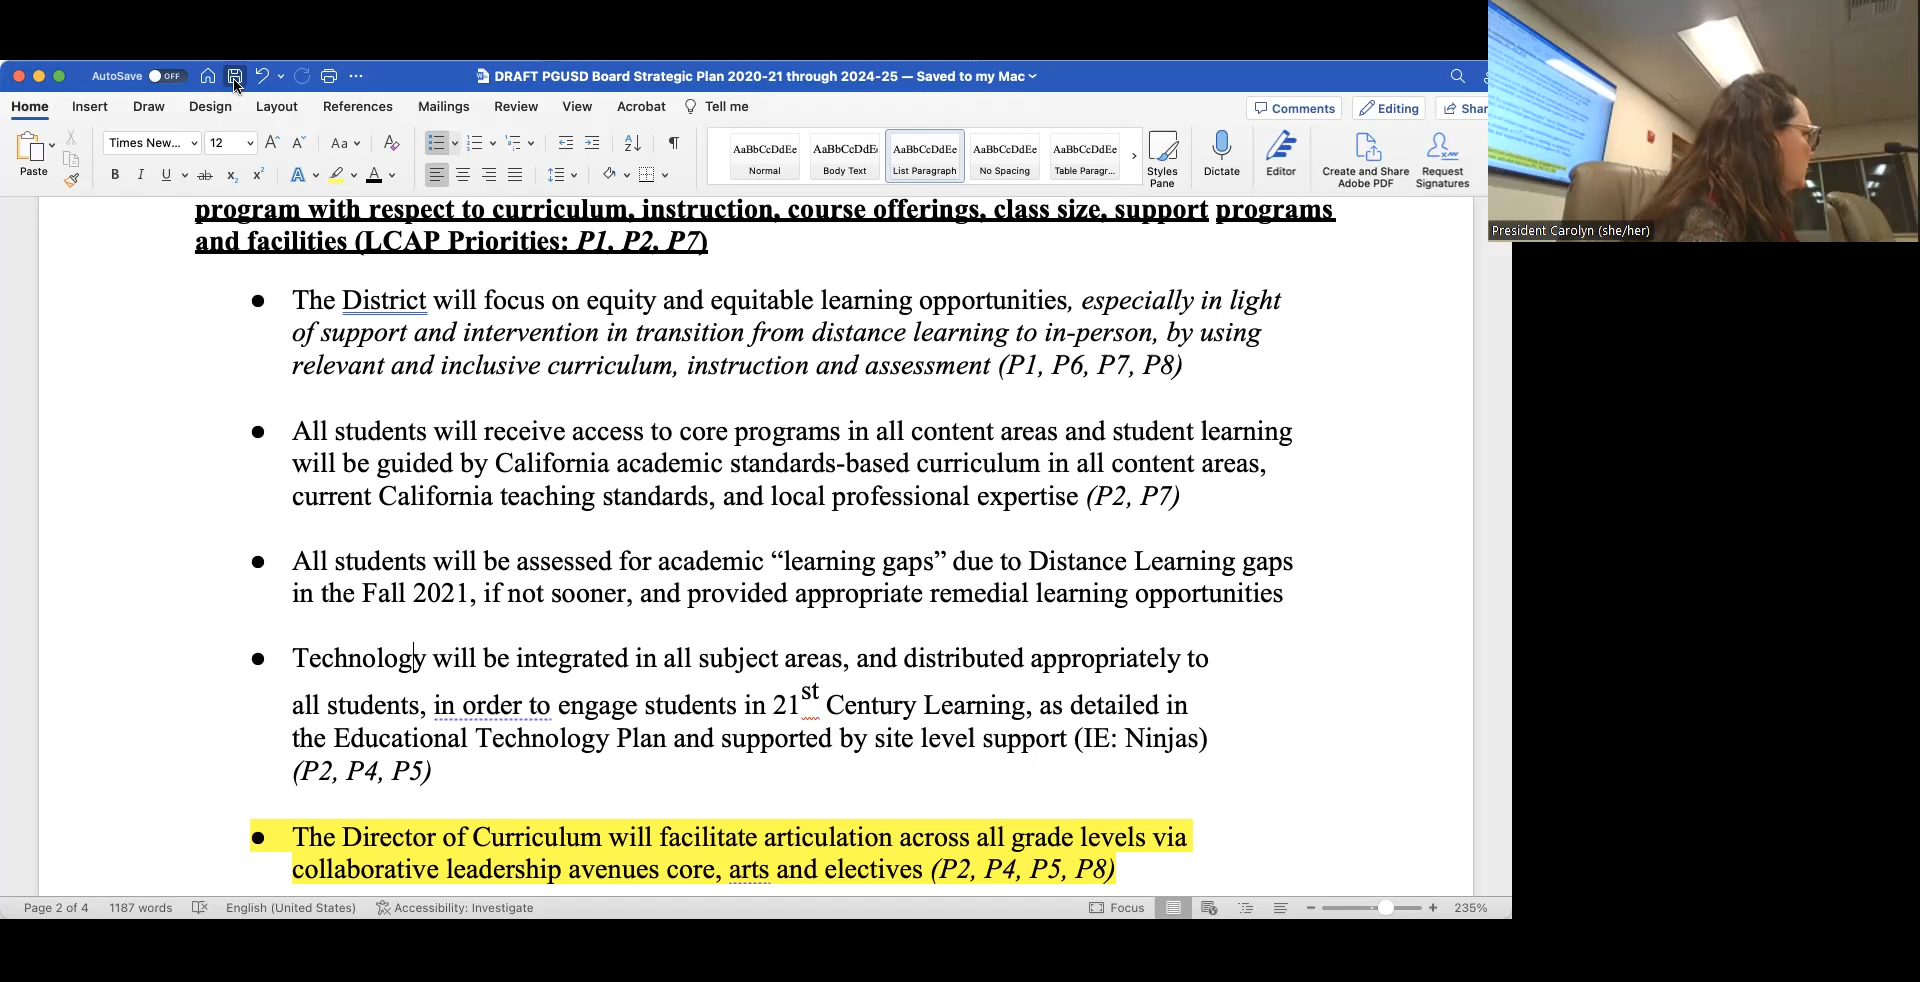 AutoSave OFF
DRAFT PGUSD Board Strategic Plan 2020-21 through 2024-25 — Saved to my Mac
Home Insert Draw Design Layout References Mailings Review View Acrobat Tell me
Comments Editing Shar
Paste
Times New... 12
Aa
B I U ab x₂ x²
A A
AaBbCcDdEe AaBbCcDdE AaBbCcDdEe AaBbCcDdEe AaBbCcDdEe
Normal Body Text List Paragraph No Spacing Table Paragr...
Styles Pane
Dictate
Editor
Create and Share Adobe PDF
Request Signatures
President Carolyn (she/her)
program with respect to curriculum, instruction, course offerings, class size, support programs
and facilities (LCAP Priorities: P1, P2, P7)
● The District will focus on equity and equitable learning opportunities, especially in light
of support and intervention in transition from distance learning to in-person, by using
relevant and inclusive curriculum, instruction and assessment (P1, P6, P7, P8)
● All students will receive access to core programs in all content areas and student learning
will be guided by California academic standards-based curriculum in all content areas,
current California teaching standards, and local professional expertise (P2, P7)
● All students will be assessed for academic “learning gaps” due to Distance Learning gaps
in the Fall 2021, if not sooner, and provided appropriate remedial learning opportunities
● Technology will be integrated in all subject areas, and distributed appropriately to
all students, in order to engage students in 21st Century Learning, as detailed in
the Educational Technology Plan and supported by site level support (IE: Ninjas)
(P2, P4, P5)
● The Director of Curriculum will facilitate articulation across all grade levels via
collaborative leadership avenues core, arts and electives (P2, P4, P5, P8)
Page 2 of 4 1187 words English (United States) Accessibility: Investigate Focus 235%